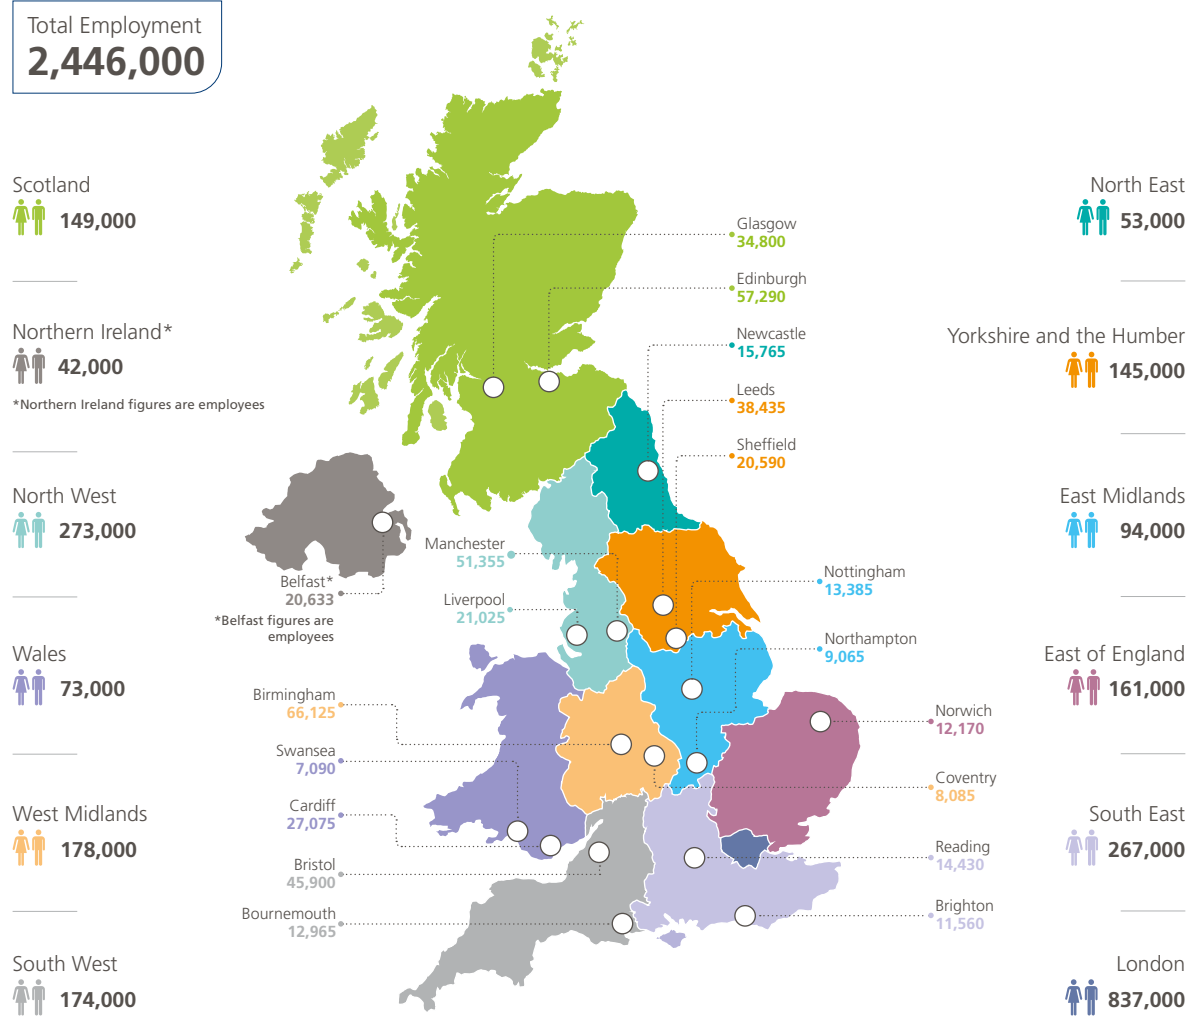 Total Employment
2,446,000
Scotland
149,000
Northern Ireland*
42,000
*Northern Ireland figures are employees
North West
273,000
Wales
73,000
West Midlands
178,000
South West
174,000
Glasgow
34,800
Edinburgh
57,290
Newcastle
15,765
Leeds
38,435
Sheffield
20,590
Manchester
51,355
Liverpool
21,025
Belfast*
20,633
*Belfast figures are
employees
Nottingham
13,385
Northampton
9,065
Birmingham
66,125
Swansea
7,090
Cardiff
27,075
Bristol
45,900
Bournemouth
12,965
Norwich
12,170
Coventry
8,085
Reading
14,430
Brighton
11,560
North East
53,000
Yorkshire and the Humber
145,000
East Midlands
94,000
East of England
161,000
South East
267,000
London
837,000